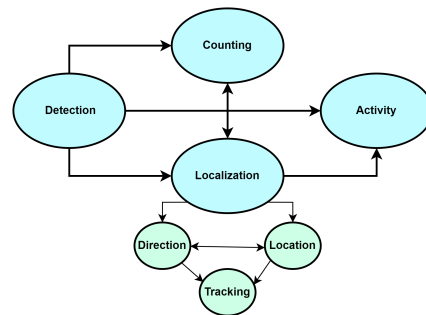 Counting
Detection
Activity
Localization
Direction
Location
Tracking